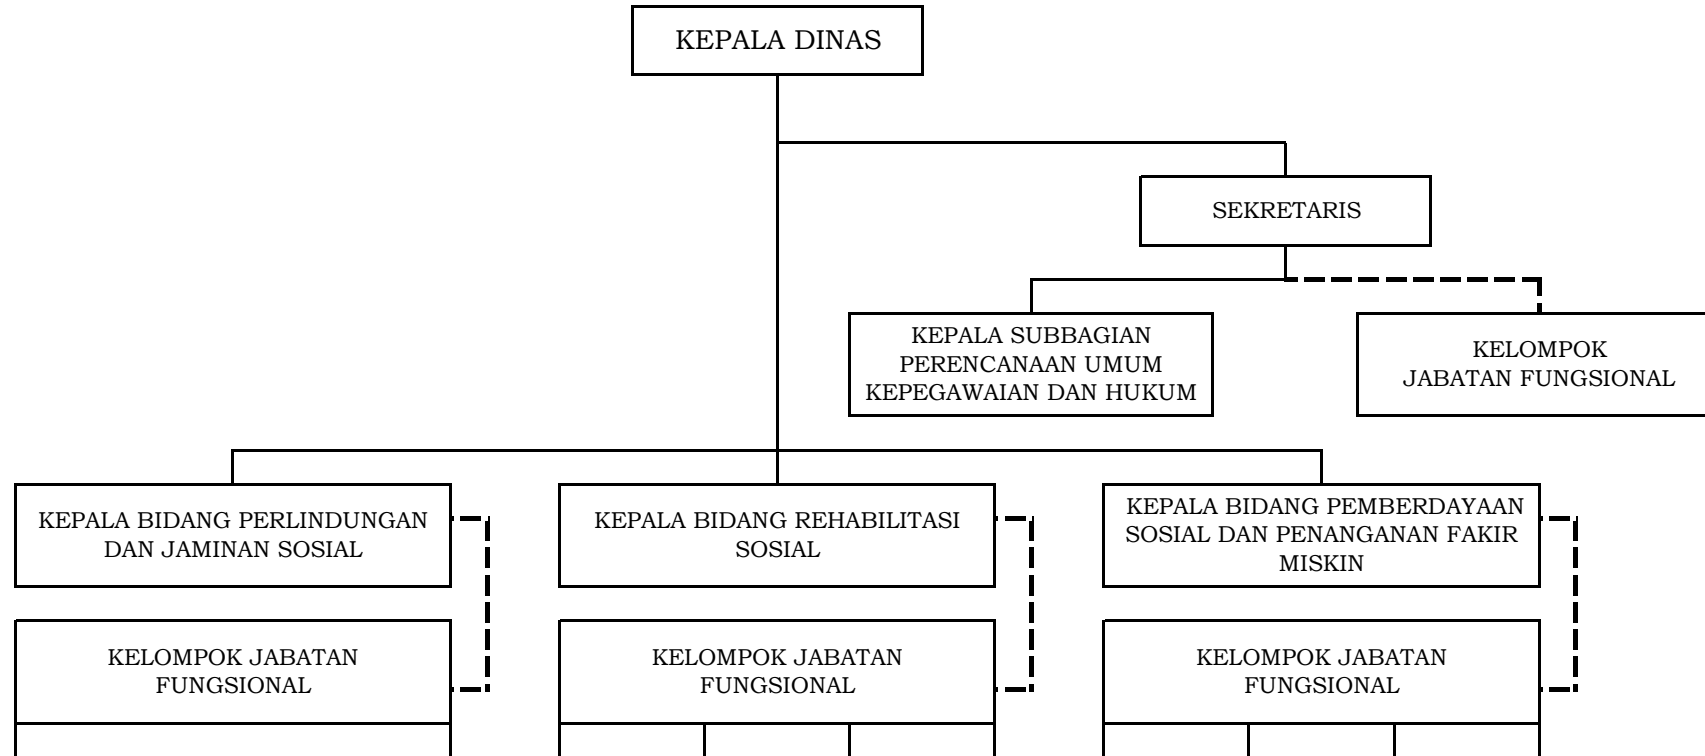 KEPALA DINAS
SEKRETARIS
KEPALA SUBBAGIAN
PERENCANAAN UMUM
KEPEGAWAIAN DAN HUKUM
KELOMPOK
JABATAN FUNGSIONAL
KEPALA BIDANG PERLINDUNGAN
DAN JAMINAN SOSIAL
KEPALA BIDANG REHABILITASI
SOSIAL
KEPALA BIDANG PEMBERDAYAAN
SOSIAL DAN PENANGANAN FAKIR
MISKIN
KELOMPOK JABATAN
FUNGSIONAL
KELOMPOK JABATAN
FUNGSIONAL
KELOMPOK JABATAN
FUNGSIONAL